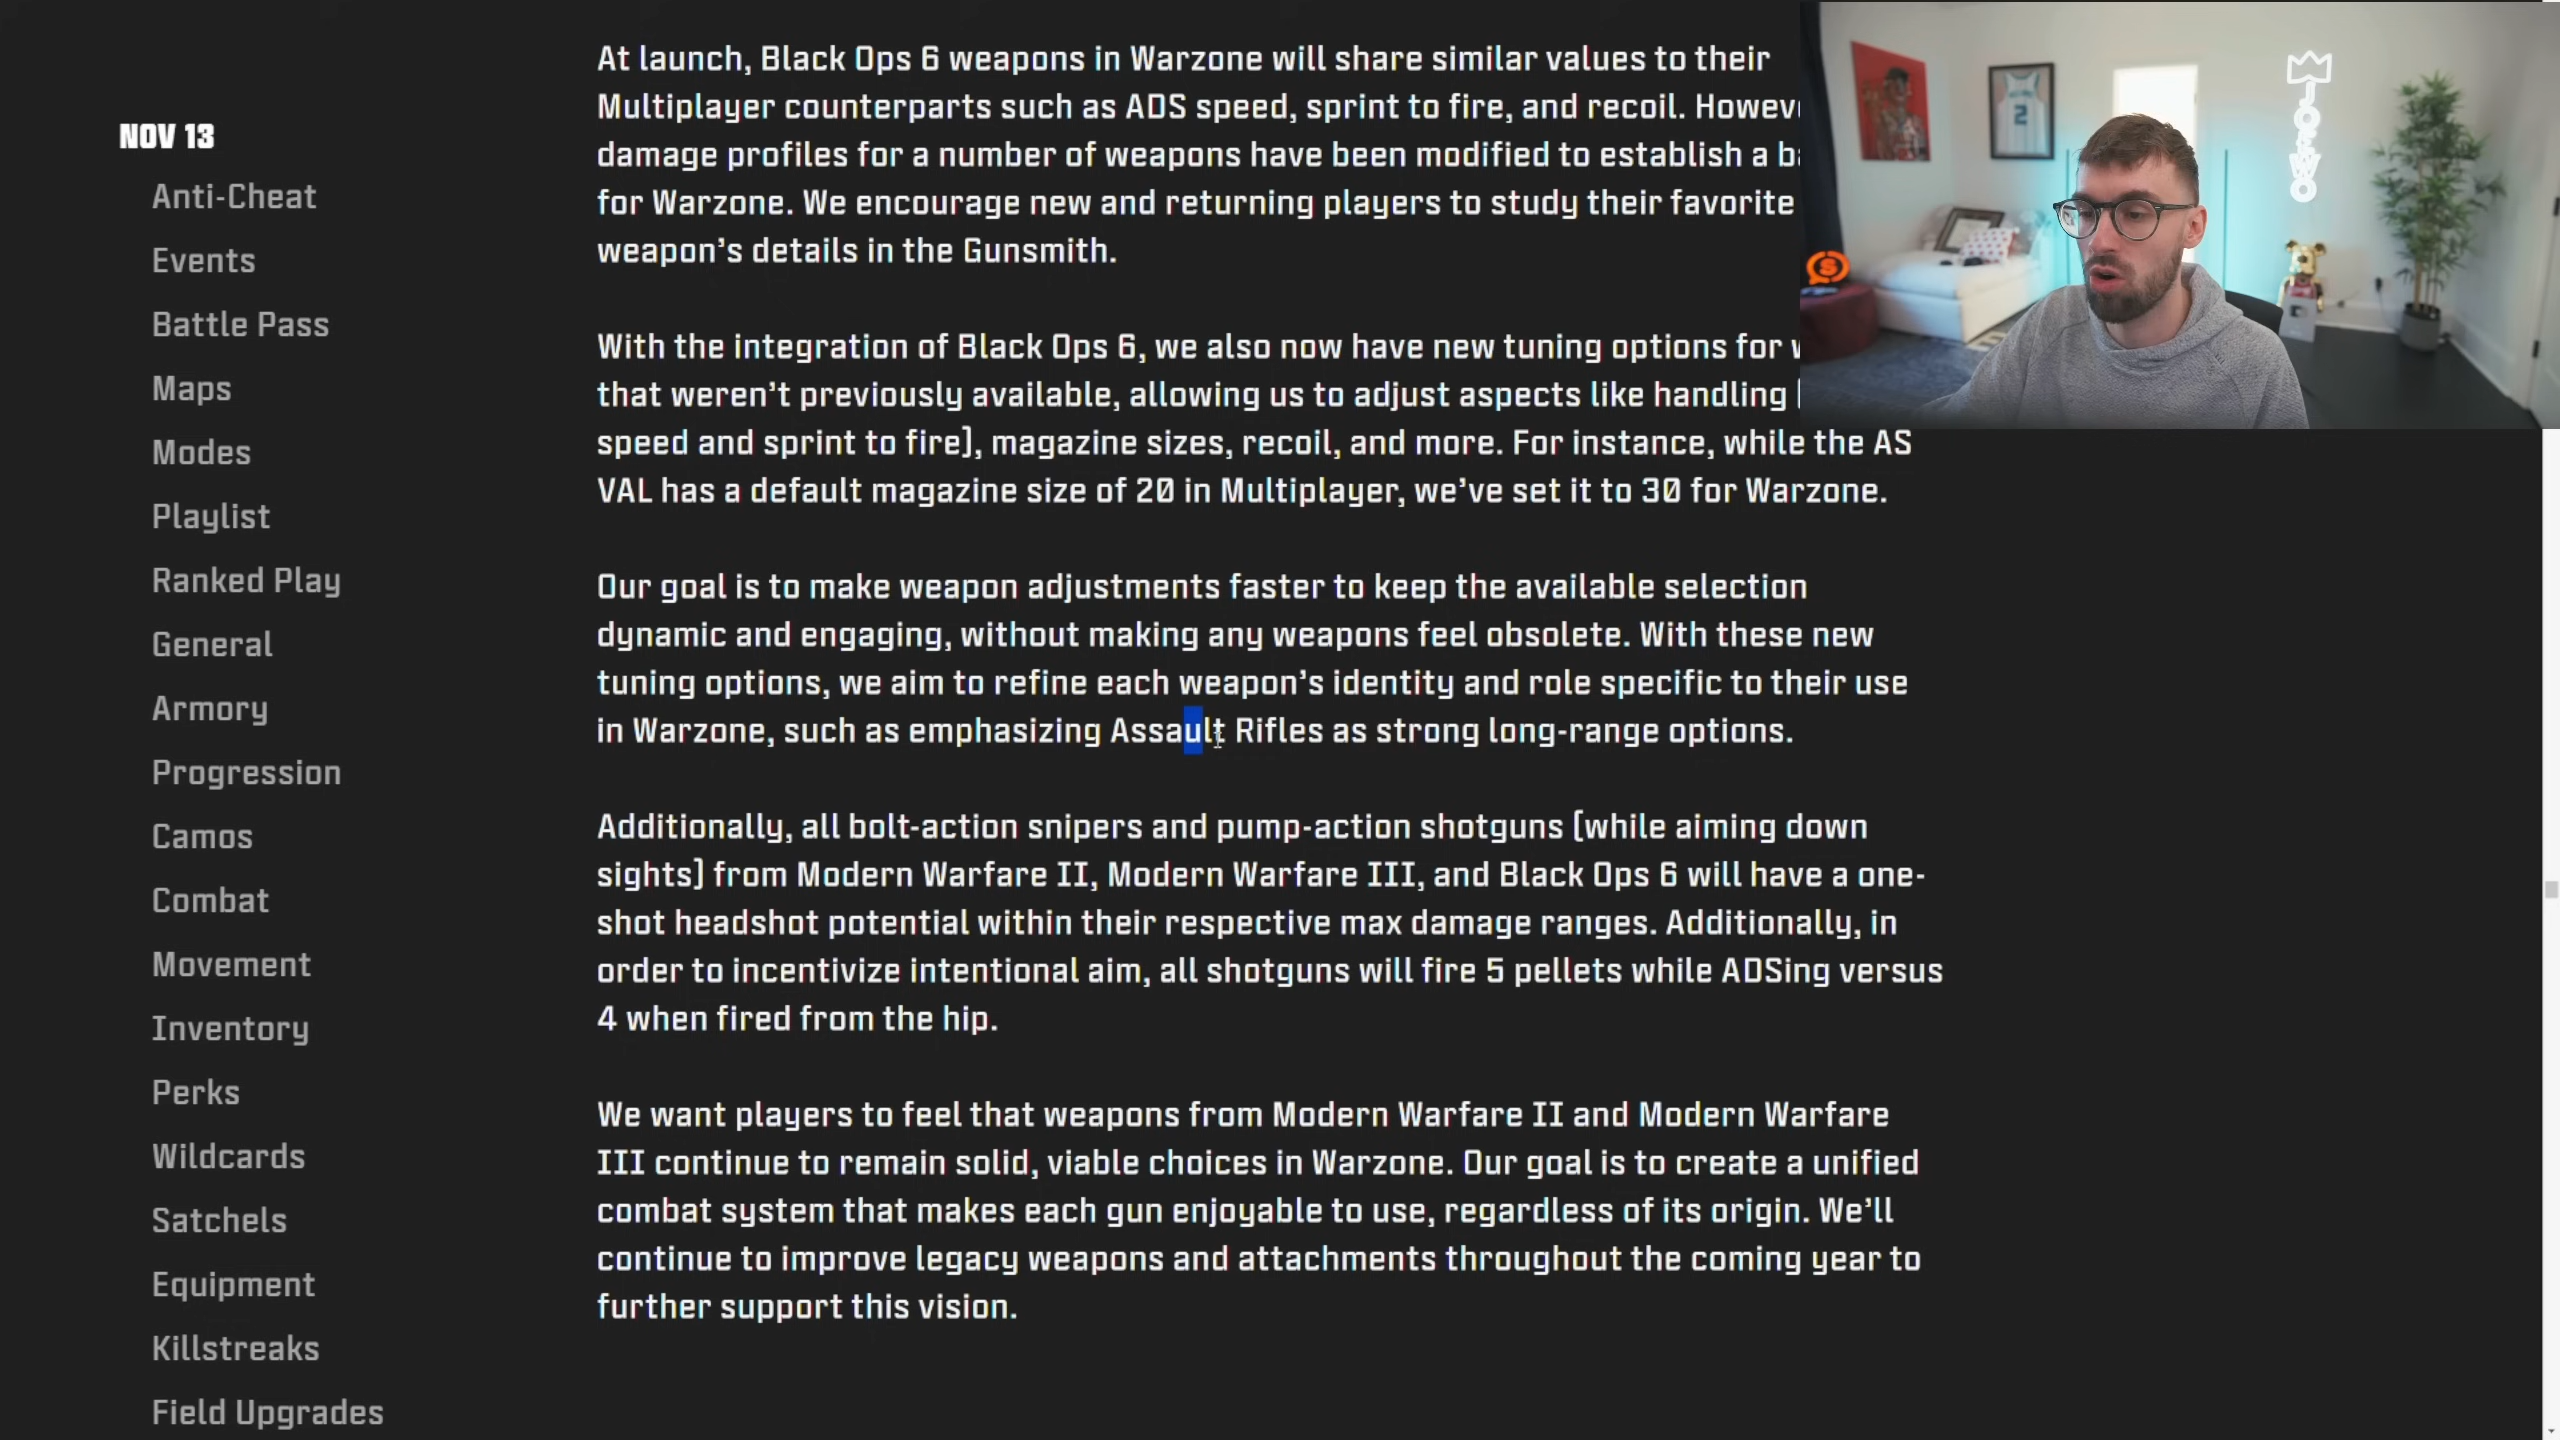 NOV 13
Anti-Cheat
Events
Battle Pass
Maps
Modes
Playlist
Ranked Play
General
Armory
Progression
Camos
Combat
Movement
Inventory
Perks
Wildcards
Satchels
Equipment
Killstreaks
Field Upgrades
At launch, Black Ops 6 weapons in Warzone will share similar values to their
Multiplayer counterparts such as ADS speed, sprint to fire, and recoil.
damage profiles for a number of weapons have been modified to establish a
for Warzone. We encourage new and returning players to study their favorite
weapon's details in the Gunsmith.
With the integration of Black Ops 6, we also now have new tuning options for
that weren't previously available, allowing us to adjust aspects like handling
speed and sprint to fire], magazine sizes, recoil, and more. For instance, while the AS
VAL has a default magazine size of 20 in Multiplayer, we've set it to 30 for Warzone.
Our goal is to make weapon adjustments faster to keep the available selection
dynamic and engaging, without making any weapons feel obsolete. With these new
tuning options, we aim to refine each weapon's identity and role specific to their use
in Warzone, such as emphasizing Assault Rifles as strong long-range options.
Additionally, all bolt-action snipers and pump-action shotguns [while aiming down
sights] from Modern Warfare II, Modern Warfare III, and Black Ops 6 will have a one-
shot headshot potential within their respective max damage ranges. Additionally, in
order to incentivize intentional aim, all shotguns will fire 5 pellets while ADSing versus
4 when fired from the hip.
We want players to feel that weapons from Modern Warfare II and Modern Warfare
III continue to remain solid, viable choices in Warzone. Our goal is to create a unified
combat system that makes each gun enjoyable to use, regardless of its origin. We'll
continue to improve legacy weapons and attachments throughout the coming year to
further support this vision.
2